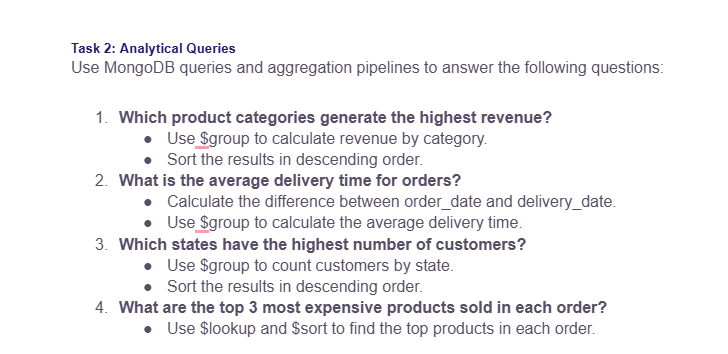 Task 2: Analytical Queries
Use MongoDB queries and aggregation pipelines to answer the following questions:
1. Which product categories generate the highest revenue?
● Use $group to calculate revenue by category.
● Sort the results in descending order.
2. What is the average delivery time for orders?
● Calculate the difference between order_date and delivery_date.
● Use $group to calculate the average delivery time.
3. Which states have the highest number of customers?
● Use $group to count customers by state.
● Sort the results in descending order.
4. What are the top 3 most expensive products sold in each order?
● Use $lookup and $sort to find the top products in each order.